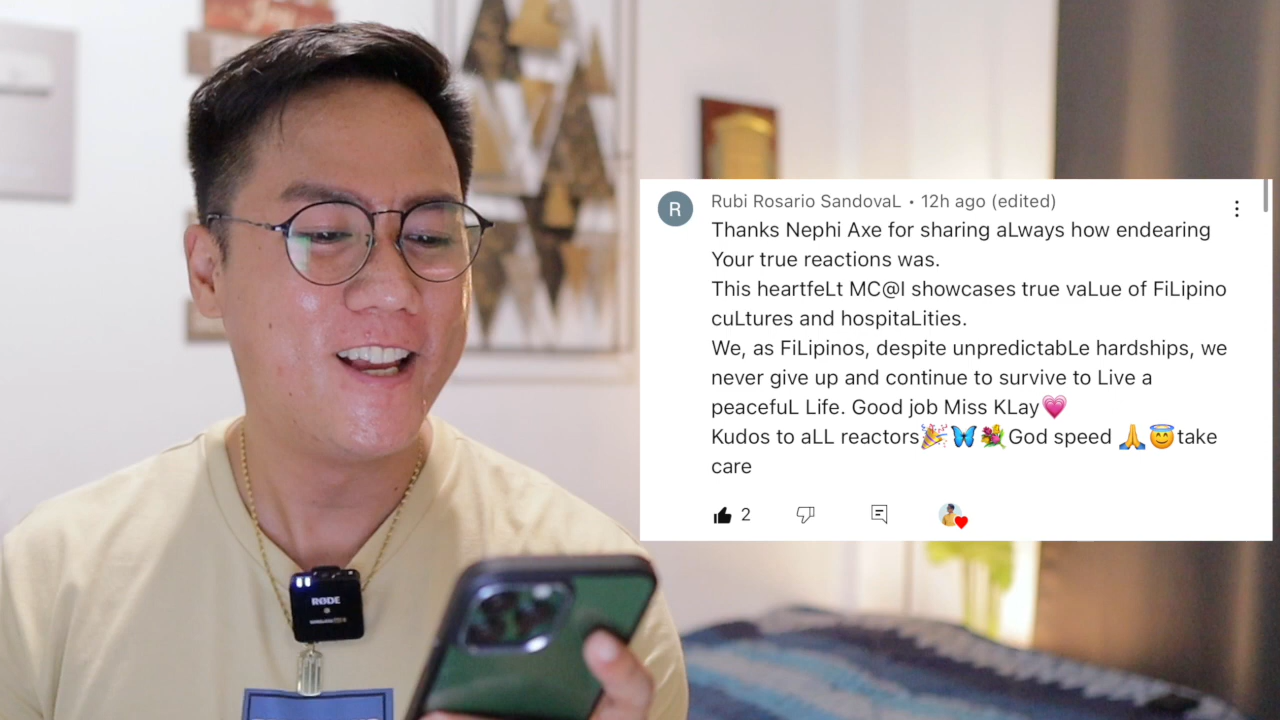 R
Rubi Rosario SandovaL • 12h ago (edited)
Thanks Nephi Axe for sharing aLways how endearing
Your true reactions was.
This heartfeLt MC@I showcases true vaLue of FiLipino
cuLtures and hospitaLities.
We, as FiLipinos, despite unpredictabLe hardships, we
never give up and continue to survive to Live a
peacefuL Life. Good job Miss KLay💗
Kudos to aLL reactors🎉🦋💐God speed 🙏😇take
care
2
RØDE